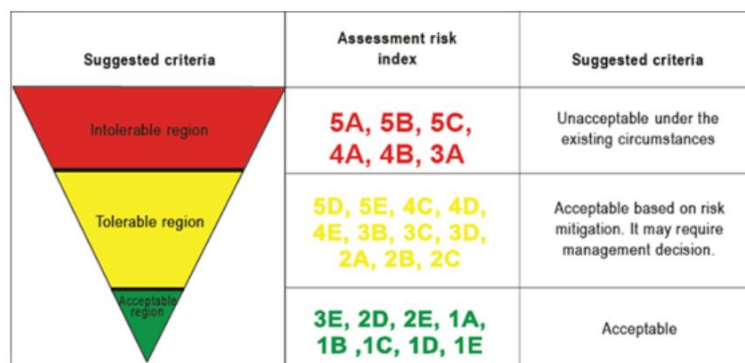 Suggested criteria
Assessment risk
index
Suggested criteria
Intolerable region
5A, 5B, 5C,
4A, 4B, 3A
Unacceptable under the
existing circumstances
Tolerable region
5D, 5E, 4C, 4D,
4E, 3B, 3C, 3D,
2A, 2B, 2C
Acceptable based on risk
mitigation. It may require
management decision.
Acceptable
region
3E, 2D, 2E, 1A,
1B ,1C, 1D, 1E
Acceptable